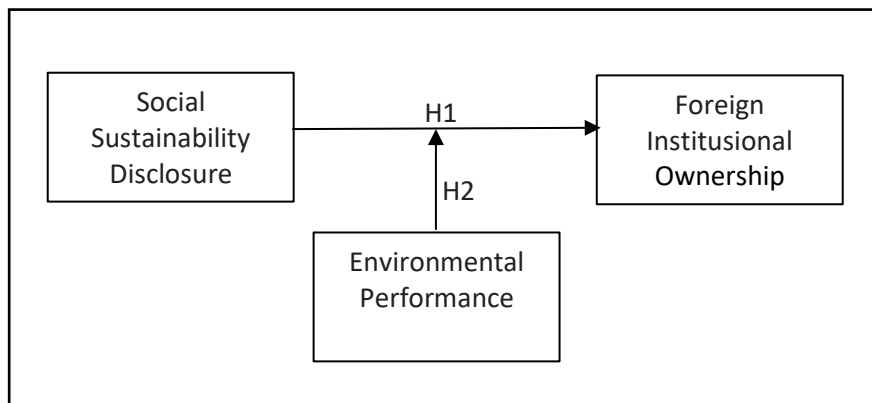 Social
Sustainability
Disclosure
H1
Foreign
Institusional
Ownership
H2
Environmental
Performance